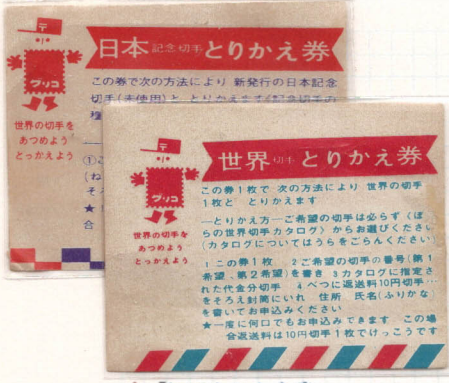 日本記念切手とりかえ券
グリコ
世界の切手を
あつめよう
とっかえよう
この券で次の方法により 新発行の日本記念
切手(未使用)と とりかえます(記念切手の
種
①こ
(ね
そろ
★
合
世界切手とりかえ券
グリコ
世界の切手を
あつめよう
とっかえよう
この券1枚で 次の方法により 世界の切手
1枚と とりかえます
―とりかえ方―ご希望の切手は必らず《ぼく
らの世界切手カタログ》からお選びください
(カタログについてはうらをごらんください)
1 この券1枚、 2 ご希望の切手の番号(第1
希望、第2希望)を書き 3 カタログに指定さ
れた代金分切手 4 べつに返送料10円切手…
をそろえ封筒にいれ 住所 氏名(ふりかな)
を書いてお申込みください
★一度に何口でもお申込みできます この場
合返送料は10円切手1枚でけっこうです